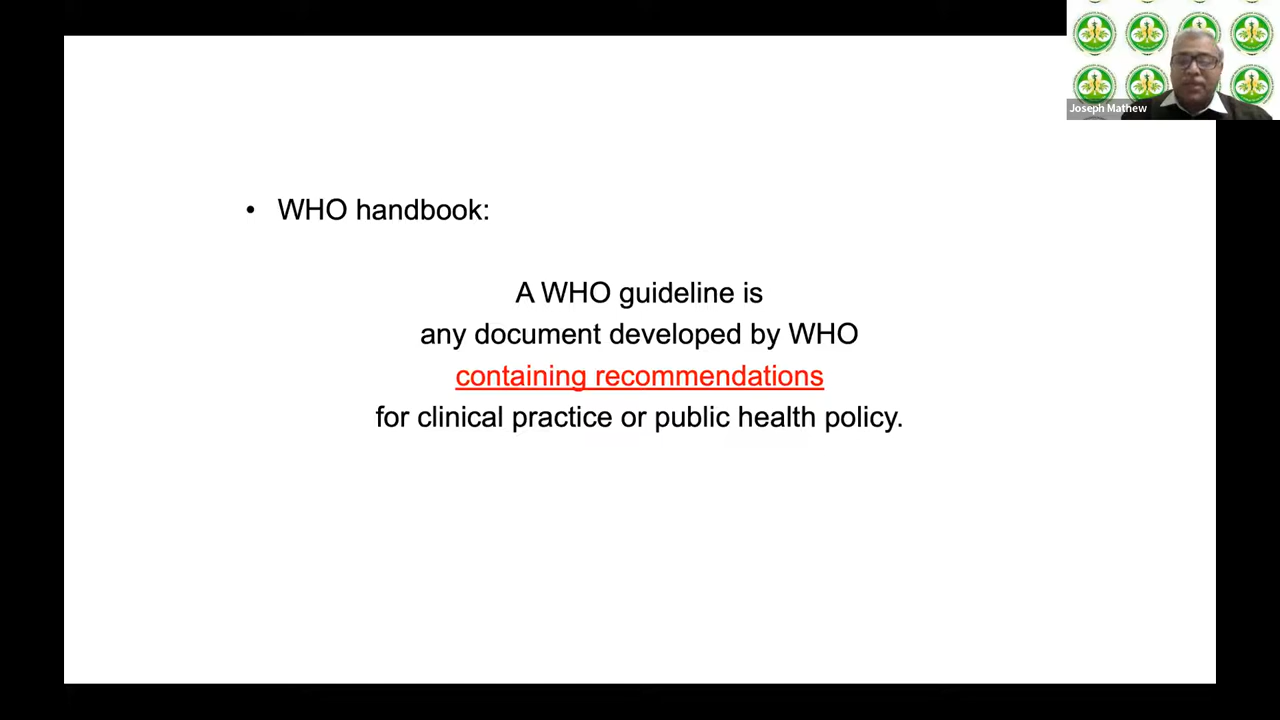 Joseph Mathew
• WHO handbook:
A WHO guideline is
any document developed by WHO
containing recommendations
for clinical practice or public health policy.